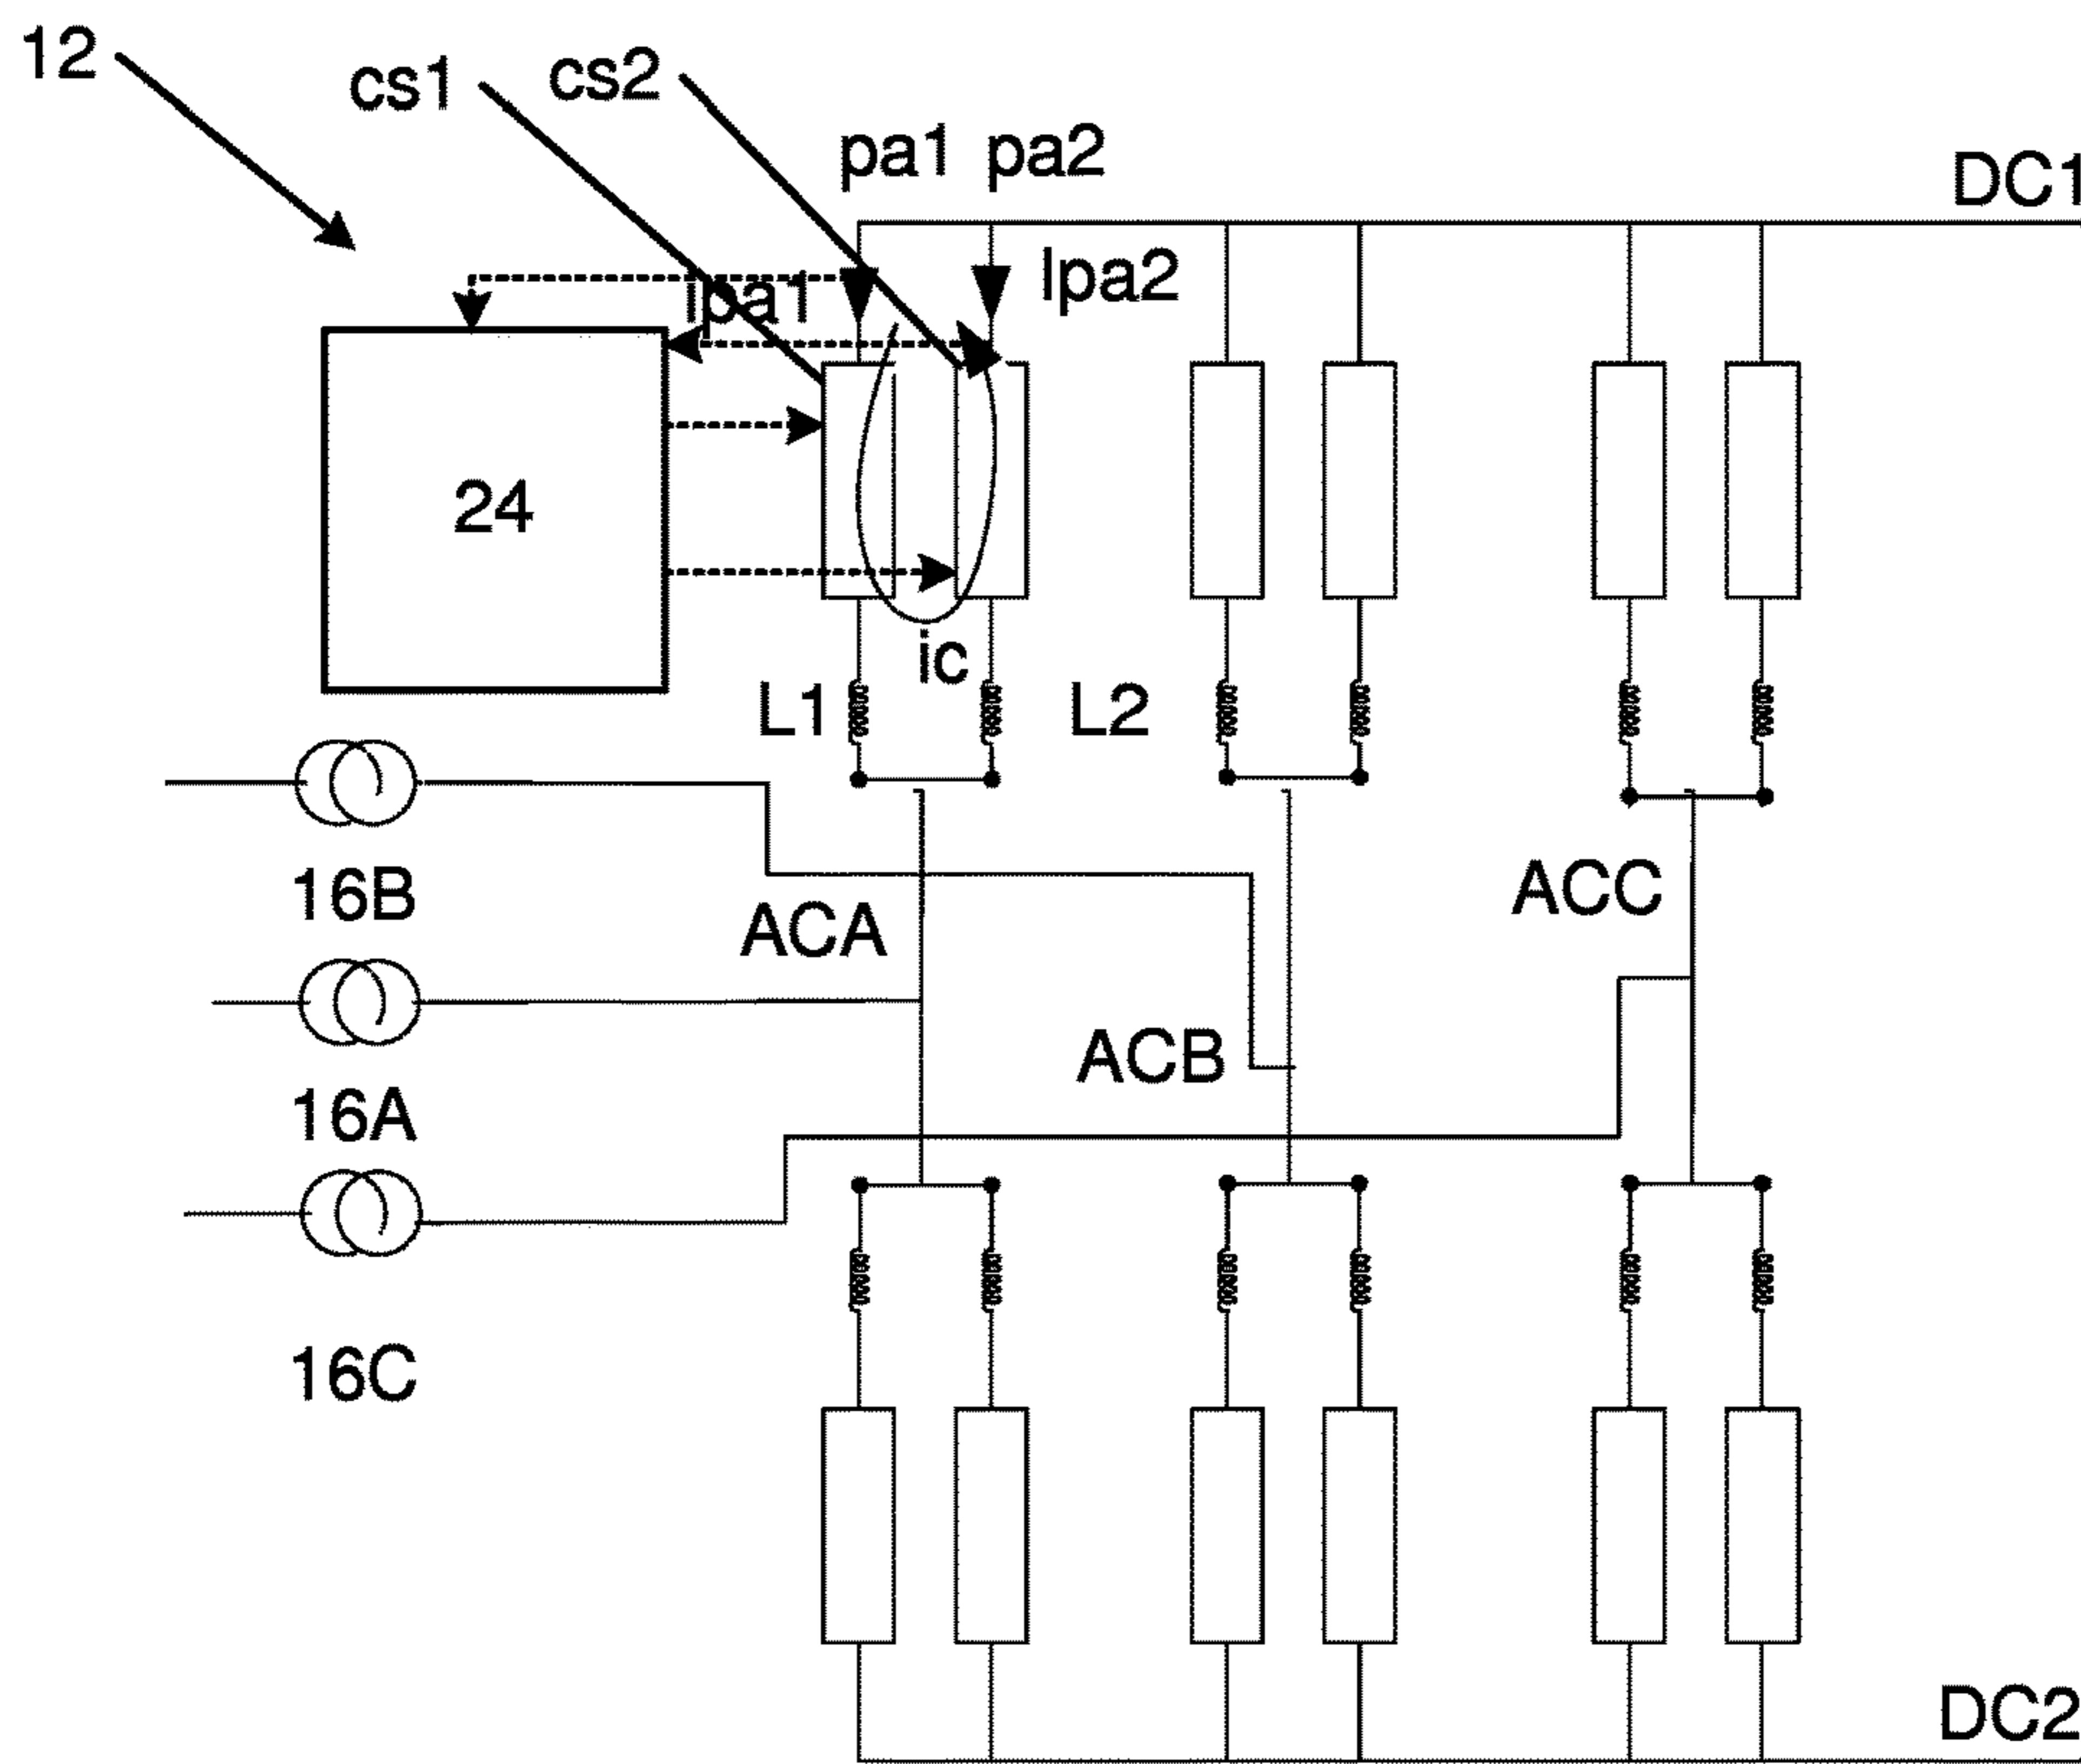 12
cs1
cs2
pa1 pa2
DC1
Ipa1
Ipa2
24
ic
L1
L2
16B
ACA
ACC
ACB
16A
16C
DC2